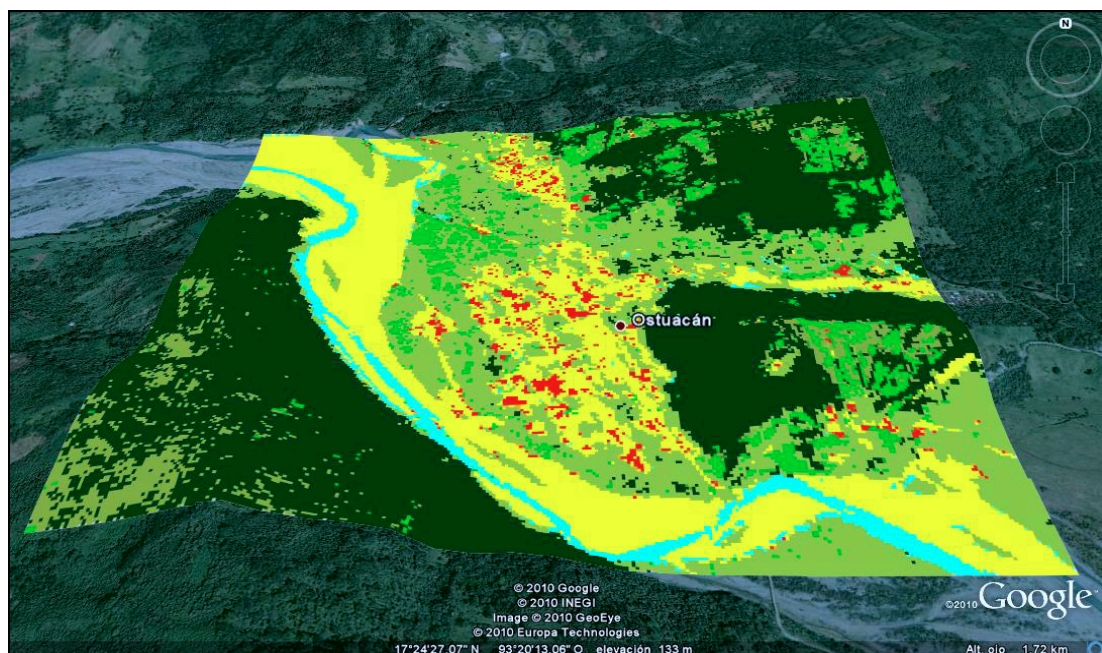 N
Ostuacán
© 2010 Google
© 2010 INEGI
Image © 2010 GeoEye
© 2010 Europa Technologies
©2010 Google
17°24'27.07" N 93°20'13.06" O elevación 133 m
Alt. ojo 1.72 km